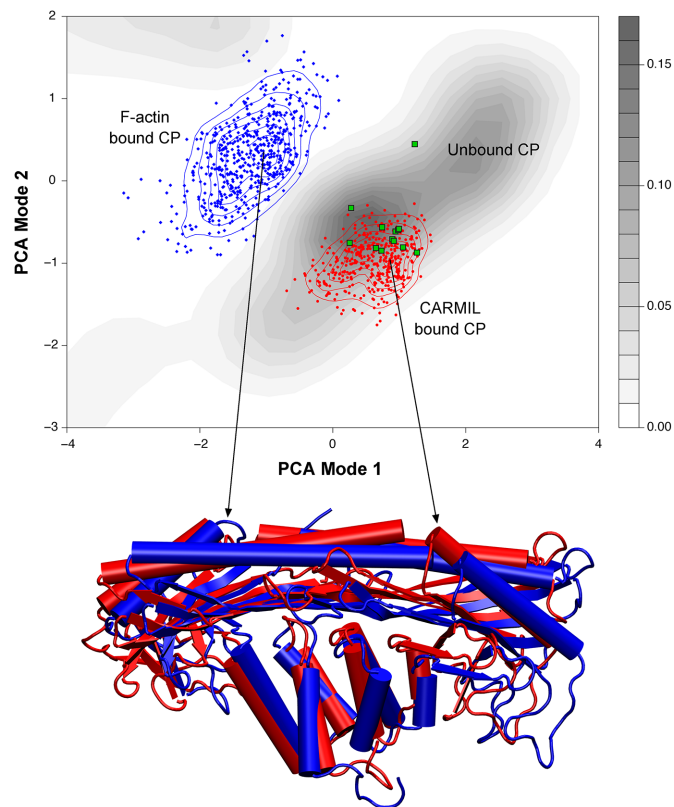 2
1
0
−1
−2
−3
PCA Mode 2
F-actin
bound CP
Unbound CP
CARMIL
bound CP
0.15
0.10
0.05
0.00
−4
−2
0
2
4
PCA Mode 1